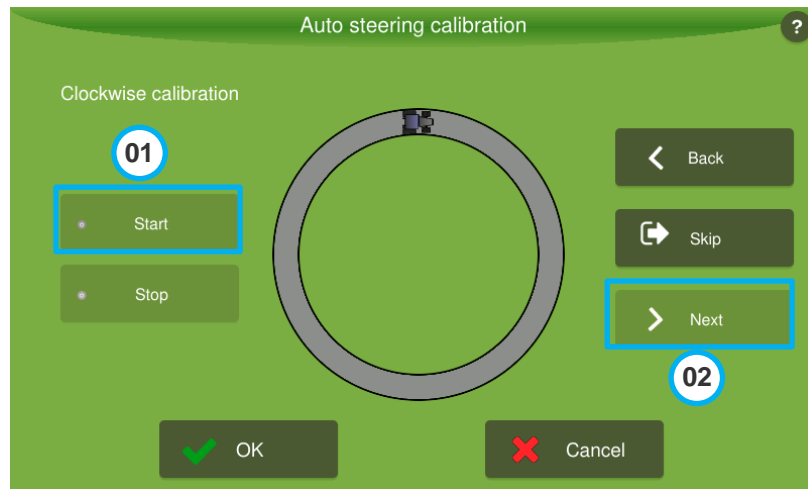 Auto steering calibration
?
Clockwise calibration
01
Start
Stop
Back
Skip
Next
02
OK
Cancel